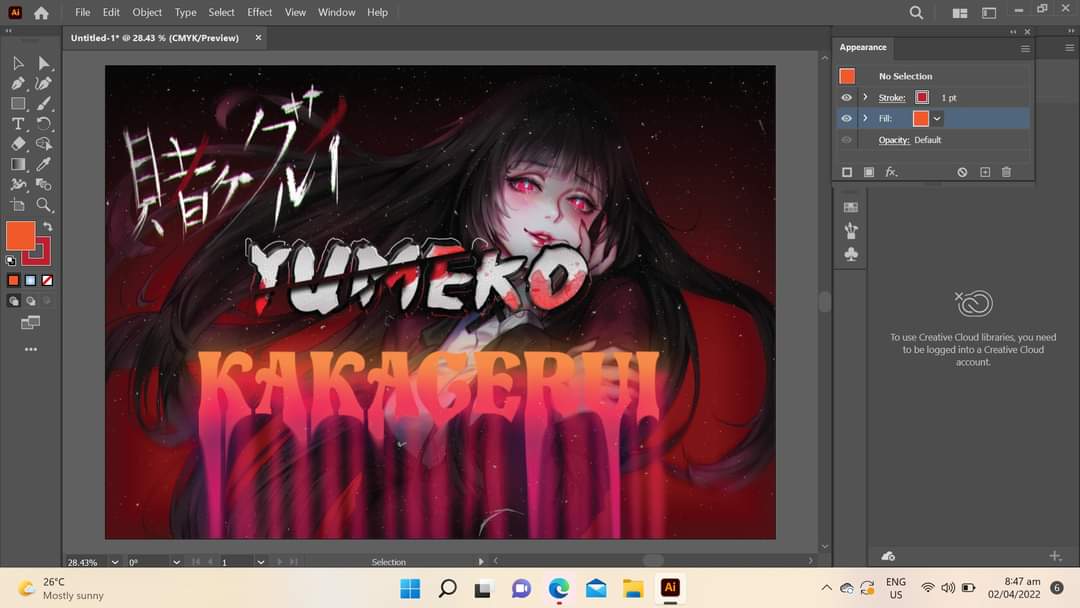 Ai
File Edit Object Type Select Effect View Window Help
Untitled-1* @ 28.43 % (CMYK/Preview) ×
Appearance
No Selection
Stroke: 1 pt
Fill:
Opacity: Default
fx.
賭ケグルイ
YUMEKO
KAKAGERUI
To use Creative Cloud libraries, you need
to be logged into a Creative Cloud
account.
28.43% 0° 1 Selection
26°C
Mostly sunny
Ai
ENG
US
8:47 am
02/04/2022
6